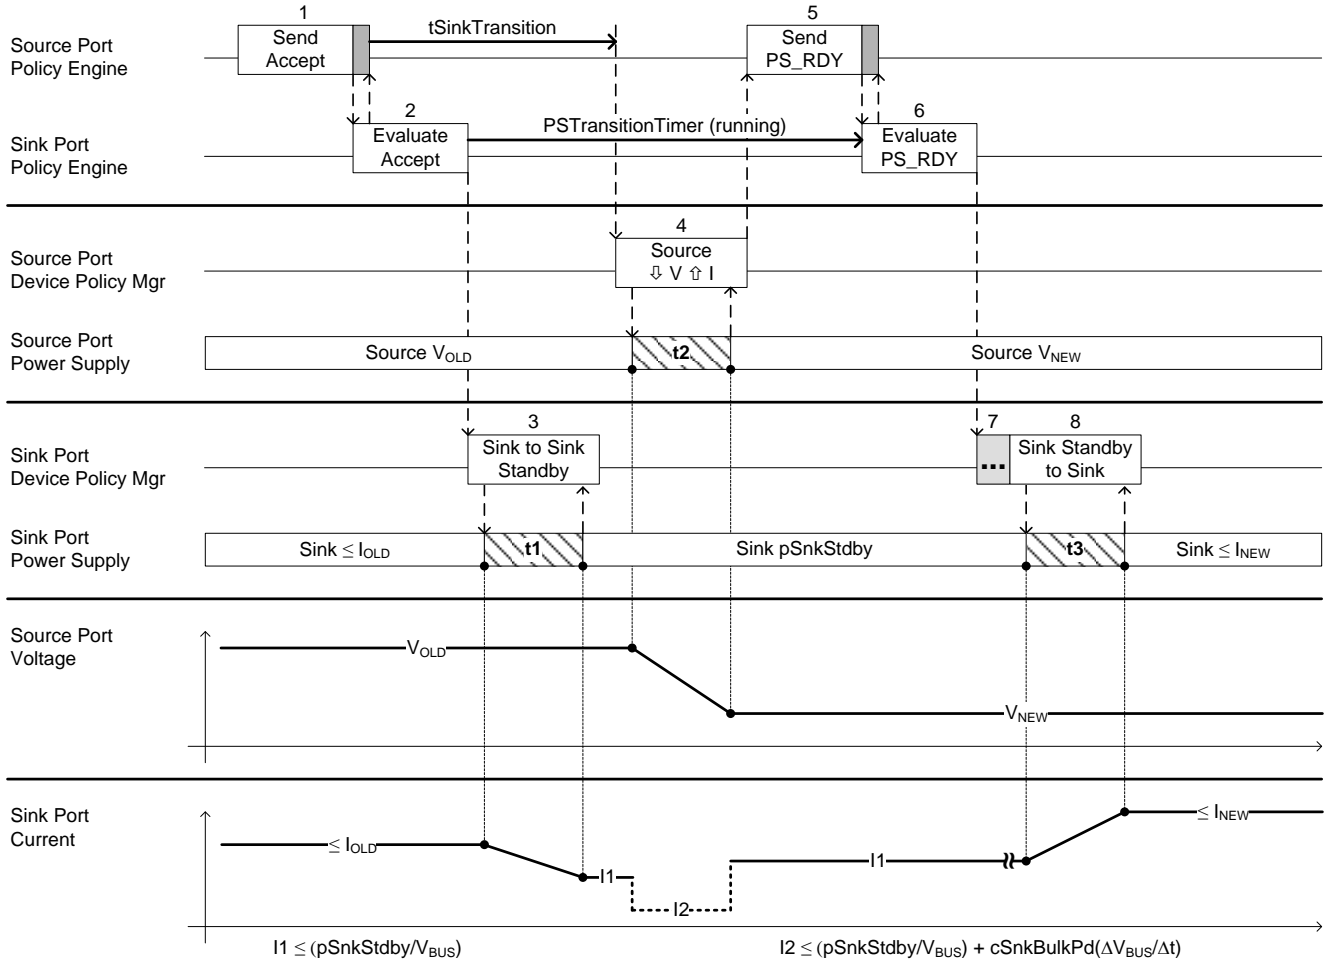 1
5
Source Port
Policy Engine
Send
Accept
tSinkTransition
Send
PS_RDY
2
6
Sink Port
Policy Engine
Evaluate
Accept
PSTransitionTimer (running)
Evaluate
PS_RDY
4
Source Port
Device Policy Mgr
Source
⇩ V ⇧ I
Source Port
Power Supply
Source VOLD
t2
Source VNEW
3
7
8
Sink Port
Device Policy Mgr
Sink to Sink
Standby
...
Sink Standby
to Sink
Sink Port
Power Supply
Sink ≤ IOLD
t1
Sink pSnkStdby
t3
Sink ≤ INEW
Source Port
Voltage
VOLD
VNEW
Sink Port
Current
≤ IOLD
I1
I2
I1
≤ INEW
I1 ≤ (pSnkStdby/VBUS)
I2 ≤ (pSnkStdby/VBUS) + cSnkBulkPd(ΔVBUS/Δt)